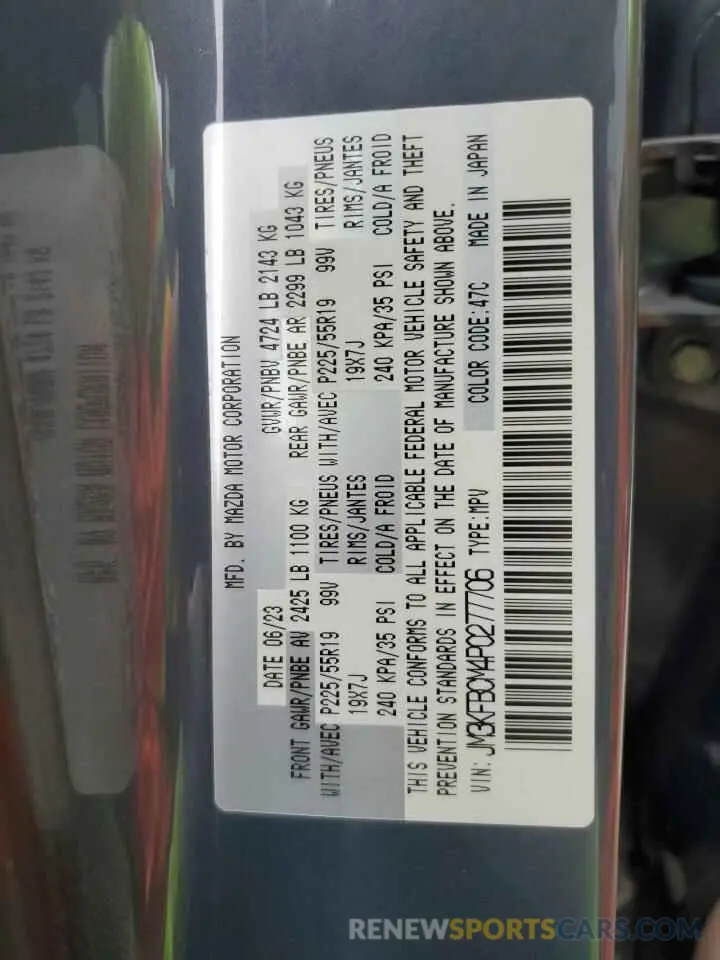 MFD. BY MAZDA MOTOR CORPORATION
DATE 06/23 GVWR/PNBV 4724 LB 2143 KG
FRONT GAWR/PNBE AV 2425 LB 1100 KG REAR GAWR/PNBE AR 2299 LB 1043 KG
WITH/AVEC P225/55R19 99V TIRES/PNEUS WITH/AVEC P225/55R19 99V TIRES/PNEUS
19X7J RIMS/JANTES 19X7J RIMS/JANTES
240 KPA/35 PSI COLD/A FROID 240 KPA/35 PSI COLD/A FROID
THIS VEHICLE CONFORMS TO ALL APPLICABLE FEDERAL MOTOR VEHICLE SAFETY AND THEFT
PREVENTION STANDARDS IN EFFECT ON THE DATE OF MANUFACTURE SHOWN ABOVE.
VIN: JM3KFBCM4P0277706 TYPE:MPV COLOR CODE:47C MADE IN JAPAN
RENEWSPORTSCARS.COM